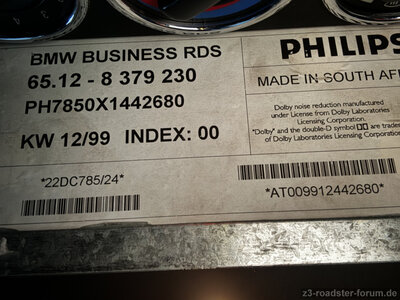 BMW BUSINESS RDS
65.12 - 8 379 230
PH7850X1442680
KW 12/99 INDEX: 00
*22DC785/24*
PHILIPS
MADE IN SOUTH AFR
Dolby noise reduction manufactured
under License from Dolby Laboratories
Licensing Corporation.
"Dolby" and the double-D symbol are tradem
of Dolby Laboratories Licensing Corporation
*AT009912442680*
z3-roadster-forum.de